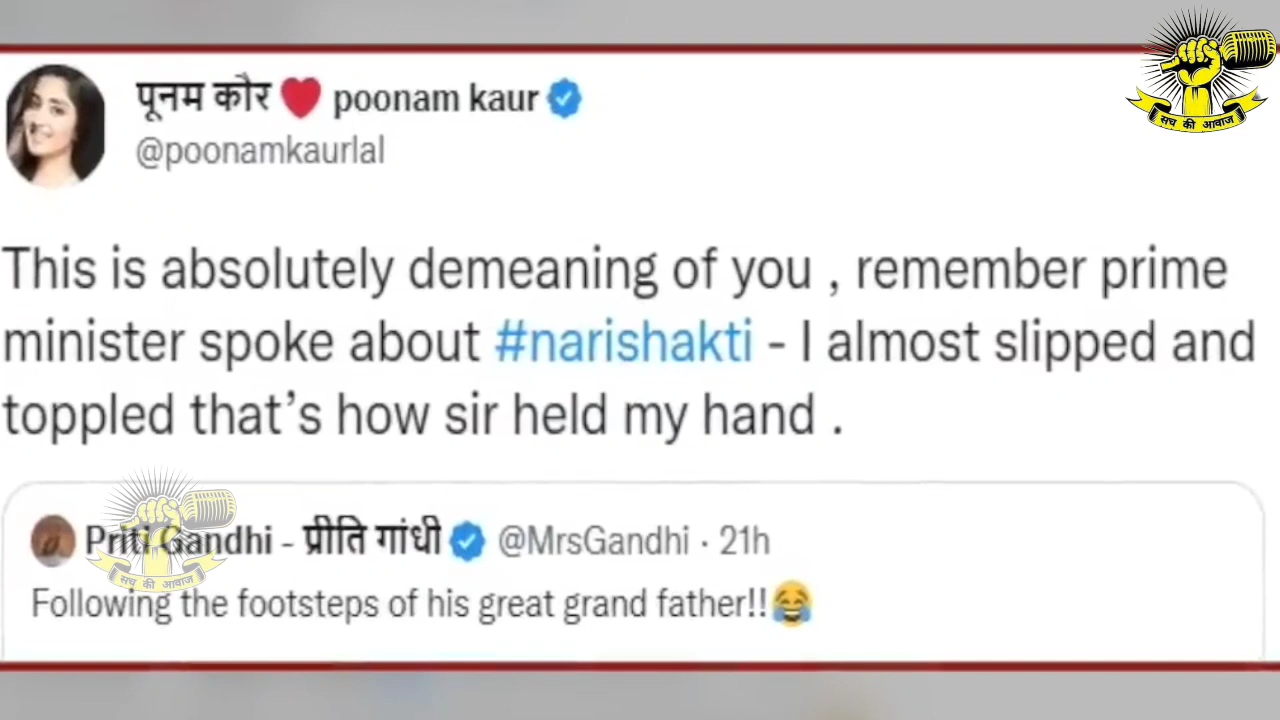 सच की आवाज
पूनम कौर ❤️ poonam kaur
@poonamkaurlal
This is absolutely demeaning of you , remember prime
minister spoke about #narishakti - I almost slipped and
toppled that’s how sir held my hand .
Priti Gandhi - प्रीति गांधी @MrsGandhi · 21h
सच की आवाज
Following the footsteps of his great grand father!!😂